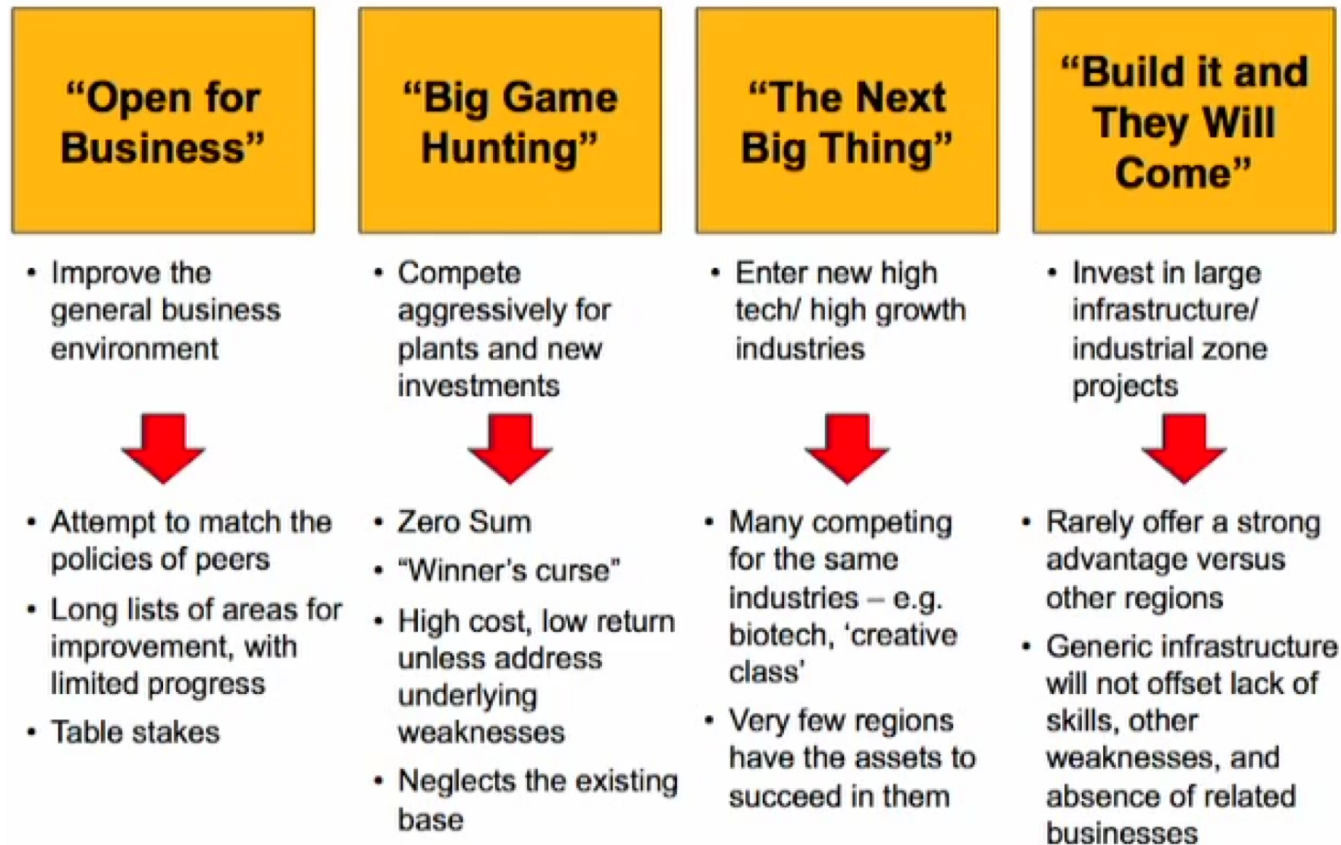 “Open for
Business”
“Big Game
Hunting”
“The Next
Big Thing”
“Build it and
They Will
Come”
• Improve the
general business
environment
• Compete
aggressively for
plants and new
investments
• Enter new high
tech/ high growth
industries
• Invest in large
infrastructure/
industrial zone
projects
• Attempt to match the
policies of peers
• Long lists of areas for
improvement, with
limited progress
• Table stakes
• Zero Sum
• “Winner’s curse”
• High cost, low return
unless address
underlying
weaknesses
• Neglects the existing
base
• Many competing
for the same
industries – e.g.
biotech, ‘creative
class’
• Very few regions
have the assets to
succeed in them
• Rarely offer a strong
advantage versus
other regions
• Generic infrastructure
will not offset lack of
skills, other
weaknesses, and
absence of related
businesses